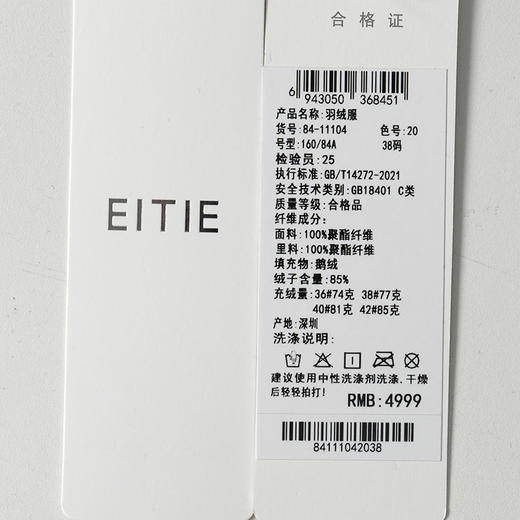 EITIE
合格证
6 943050 368451
产品名称:羽绒服
货号:84-11104 色号:20
号型:160/84A 38码
检验员:25
执行标准:GB/T14272-2021
安全技术类别:GB18401 C类
质量等级:合格品
纤维成分:
面料:100%聚酯纤维
里料:100%聚酯纤维
填充物:鹅绒
绒子含量:85%
充绒量:36#74克 38#77克
40#81克 42#85克
产地:深圳
洗涤说明:
建议使用中性洗涤剂洗涤.干燥
后轻轻拍打!
RMB:4999
84111042038